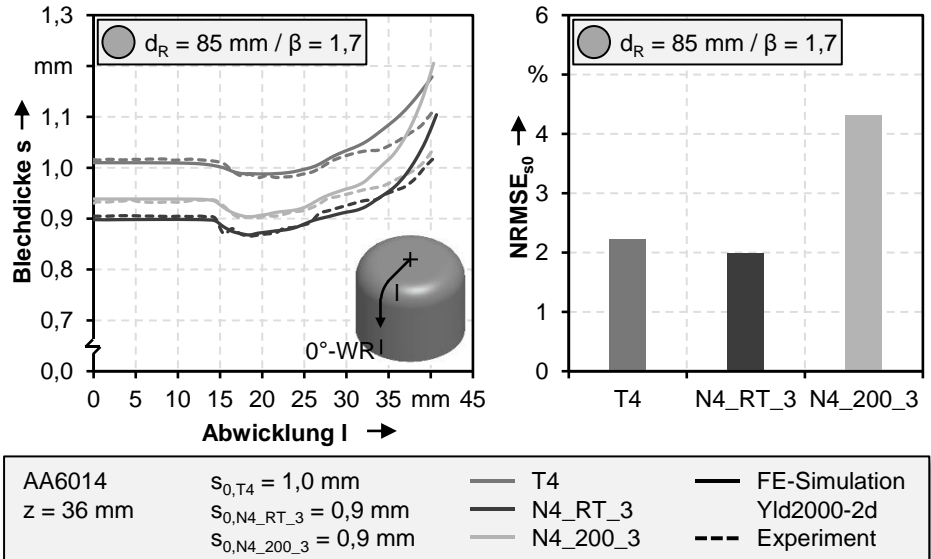 1,3
mm
1,1
1,0
0,9
0,8
0,7
0,0
Blechdicke s
d_R = 85 mm / β = 1,7
l
0°-WR
0 5 10 15 20 25 30 35 mm 45
Abwicklung l
6
%
4
3
2
1
0
NRMSE_s0
d_R = 85 mm / β = 1,7
T4 N4_RT_3 N4_200_3
AA6014
z = 36 mm
s_0,T4 = 1,0 mm
s_0,N4_RT_3 = 0,9 mm
s_0,N4_200_3 = 0,9 mm
T4
N4_RT_3
N4_200_3
FE-Simulation
Yld2000-2d
Experiment